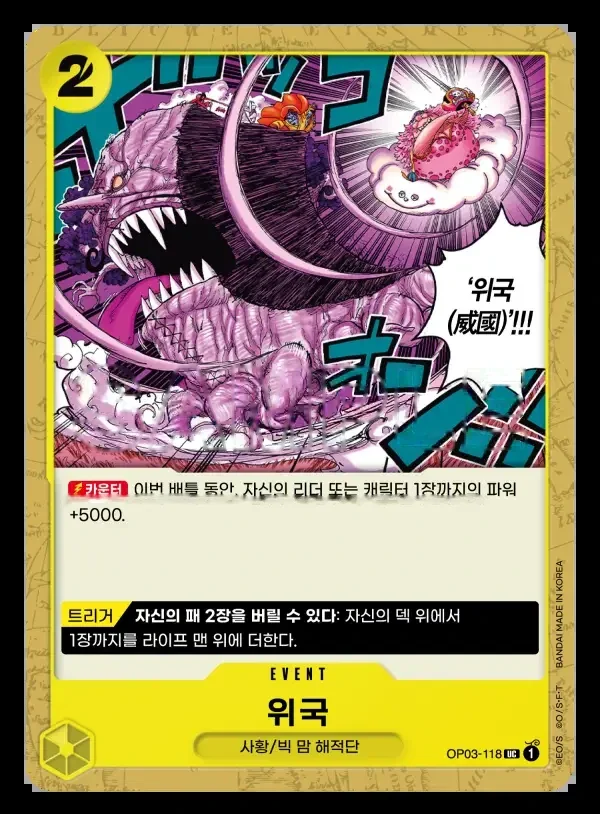 2
'위국
(威國)'!!!
카운터 이번 배틀 동안, 자신의 리더 또는 캐릭터 1장까지의 파워
+5000.
트리거 자신의 패 2장을 버릴 수 있다: 자신의 덱 위에서
1장까지를 라이프 맨 위에 더한다.
EVENT
위국
사황/빅 맘 해적단
OP03-118 UC 1
©EO/S ©O/S·F·T BANDAI MADE IN KOREA